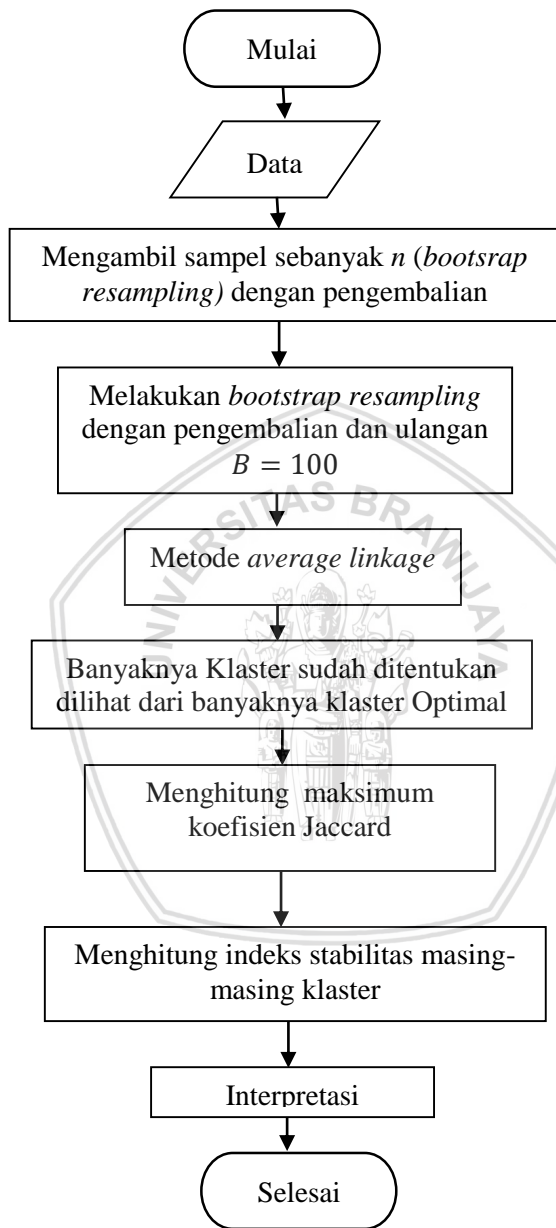 Mulai
Data
Mengambil sampel sebanyak n (bootsrap
resampling) dengan pengembalian
Melakukan bootstrap resampling
dengan pengembalian dan ulangan
B = 100
UNIVERSITAS BRAWIJAYA
Metode average linkage
Banyaknya Klaster sudah ditentukan
dilihat dari banyaknya klaster Optimal
Menghitung maksimum
koefisien Jaccard
Menghitung indeks stabilitas masing-
masing klaster
Interpretasi
Selesai